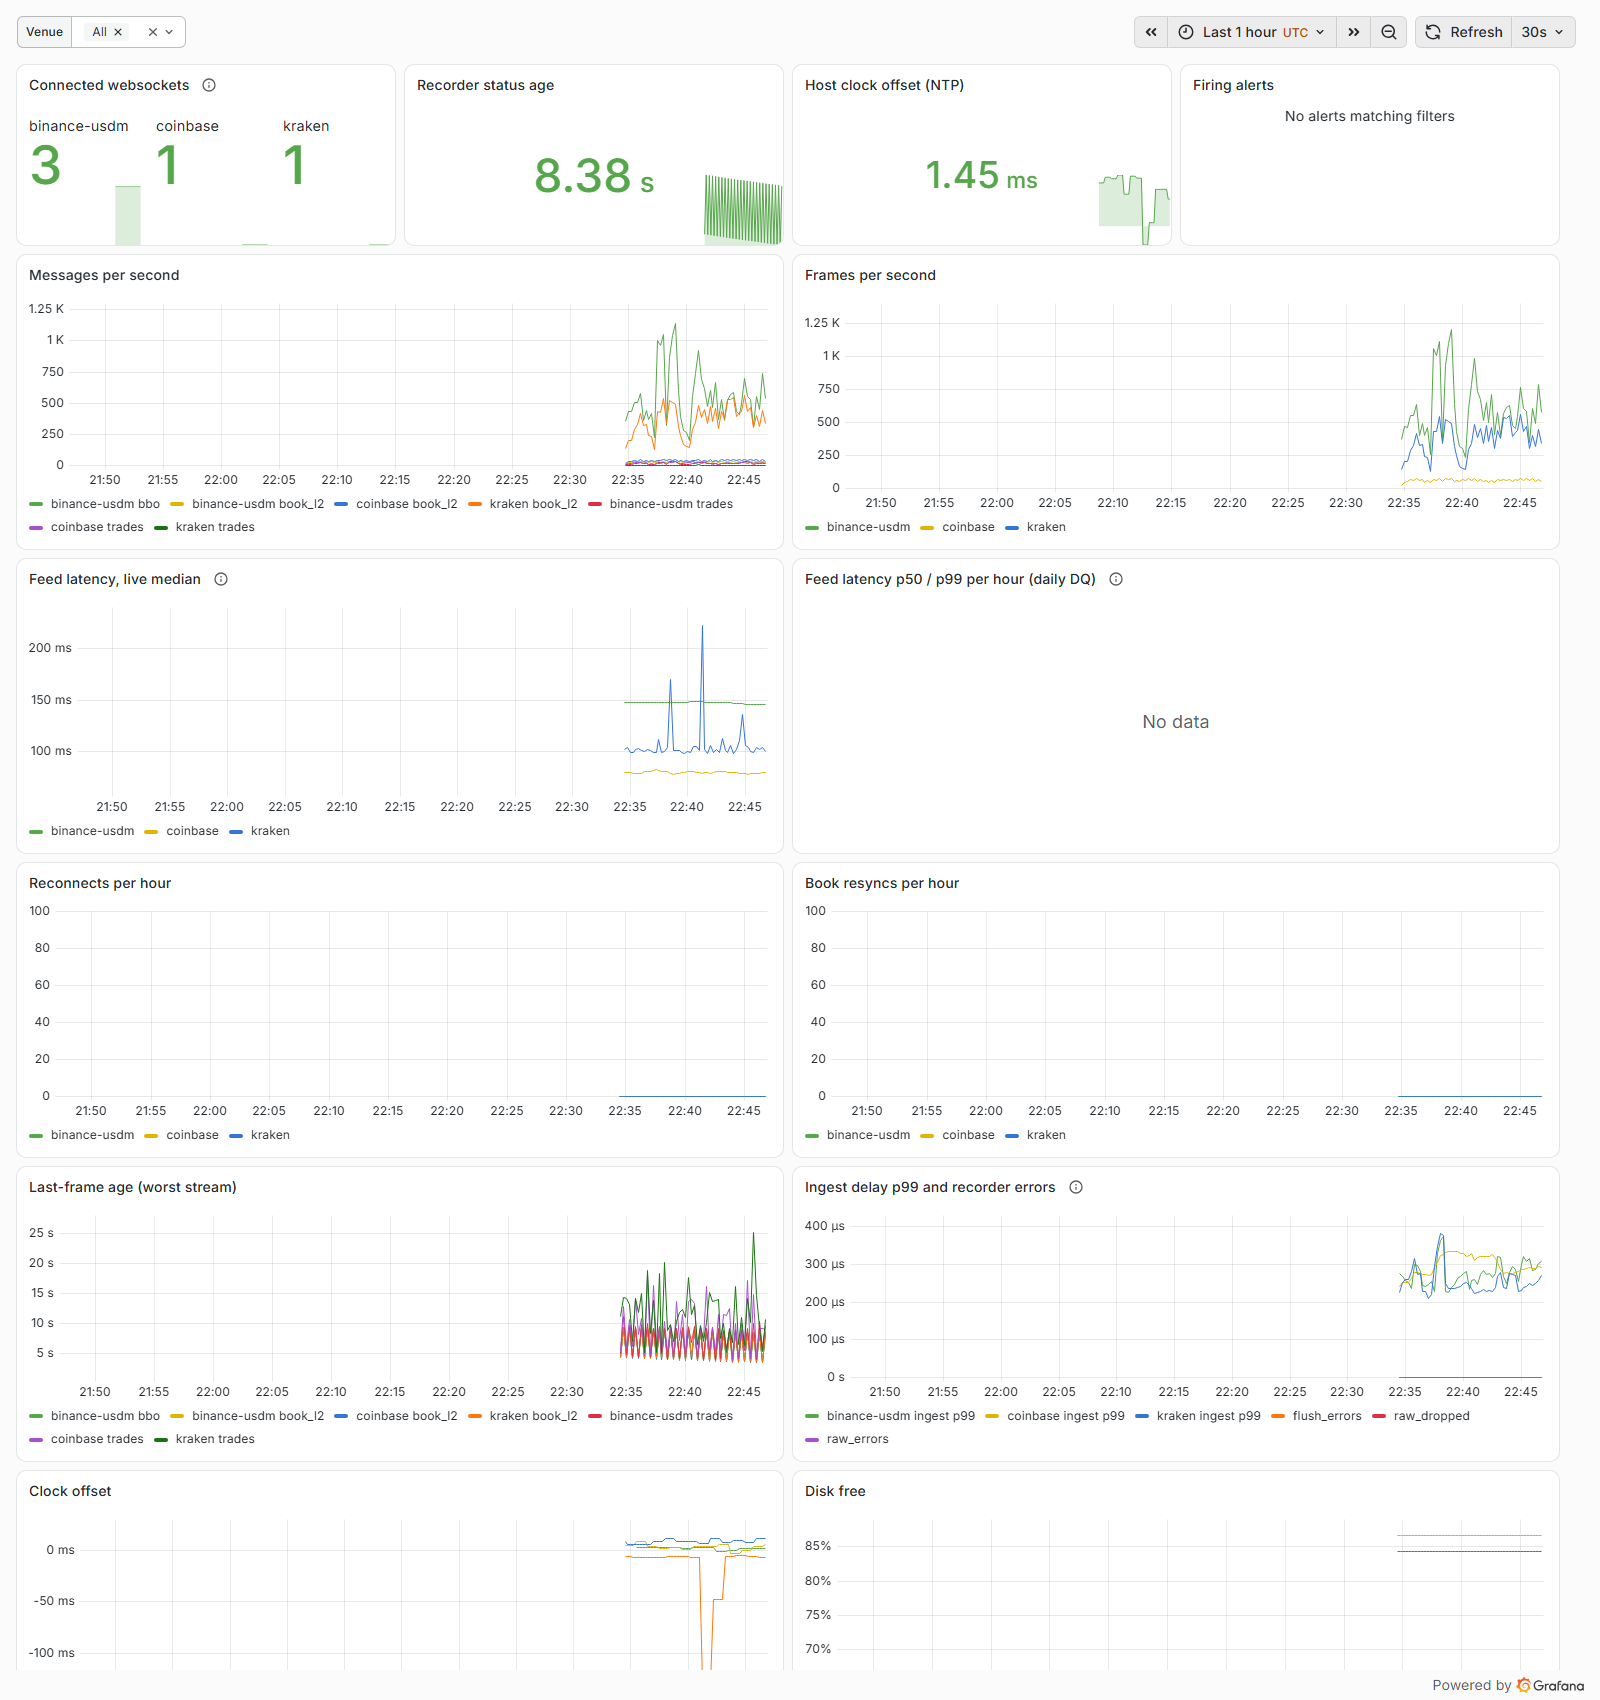 Venue All Last 1 hour UTC Refresh 30s
Connected websockets
binance-usdm coinbase kraken
3 1 1
Recorder status age
8.38 s
Host clock offset (NTP)
1.45 ms
Firing alerts
No alerts matching filters
Messages per second
1.25 K
1 K
750
500
250
0
21:50 21:55 22:00 22:05 22:10 22:15 22:20 22:25 22:30 22:35 22:40 22:45
binance-usdm bbo binance-usdm book_l2 coinbase book_l2 kraken book_l2 binance-usdm trades
coinbase trades kraken trades
Frames per second
1.25 K
1 K
750
500
250
0
21:50 21:55 22:00 22:05 22:10 22:15 22:20 22:25 22:30 22:35 22:40 22:45
binance-usdm coinbase kraken
Feed latency, live median
200 ms
150 ms
100 ms
21:50 21:55 22:00 22:05 22:10 22:15 22:20 22:25 22:30 22:35 22:40 22:45
binance-usdm coinbase kraken
Feed latency p50 / p99 per hour (daily DQ)
No data
Reconnects per hour
100
80
60
40
20
0
21:50 21:55 22:00 22:05 22:10 22:15 22:20 22:25 22:30 22:35 22:40 22:45
binance-usdm coinbase kraken
Book resyncs per hour
100
80
60
40
20
0
21:50 21:55 22:00 22:05 22:10 22:15 22:20 22:25 22:30 22:35 22:40 22:45
binance-usdm coinbase kraken
Last-frame age (worst stream)
25 s
20 s
15 s
10 s
5 s
21:50 21:55 22:00 22:05 22:10 22:15 22:20 22:25 22:30 22:35 22:40 22:45
binance-usdm bbo binance-usdm book_l2 coinbase book_l2 kraken book_l2 binance-usdm trades
coinbase trades kraken trades
Ingest delay p99 and recorder errors
400 µs
300 µs
200 µs
100 µs
0 s
21:50 21:55 22:00 22:05 22:10 22:15 22:20 22:25 22:30 22:35 22:40 22:45
binance-usdm ingest p99 coinbase ingest p99 kraken ingest p99 flush_errors raw_dropped
raw_errors
Clock offset
0 ms
-50 ms
-100 ms
Disk free
85%
80%
75%
70%
Powered by Grafana